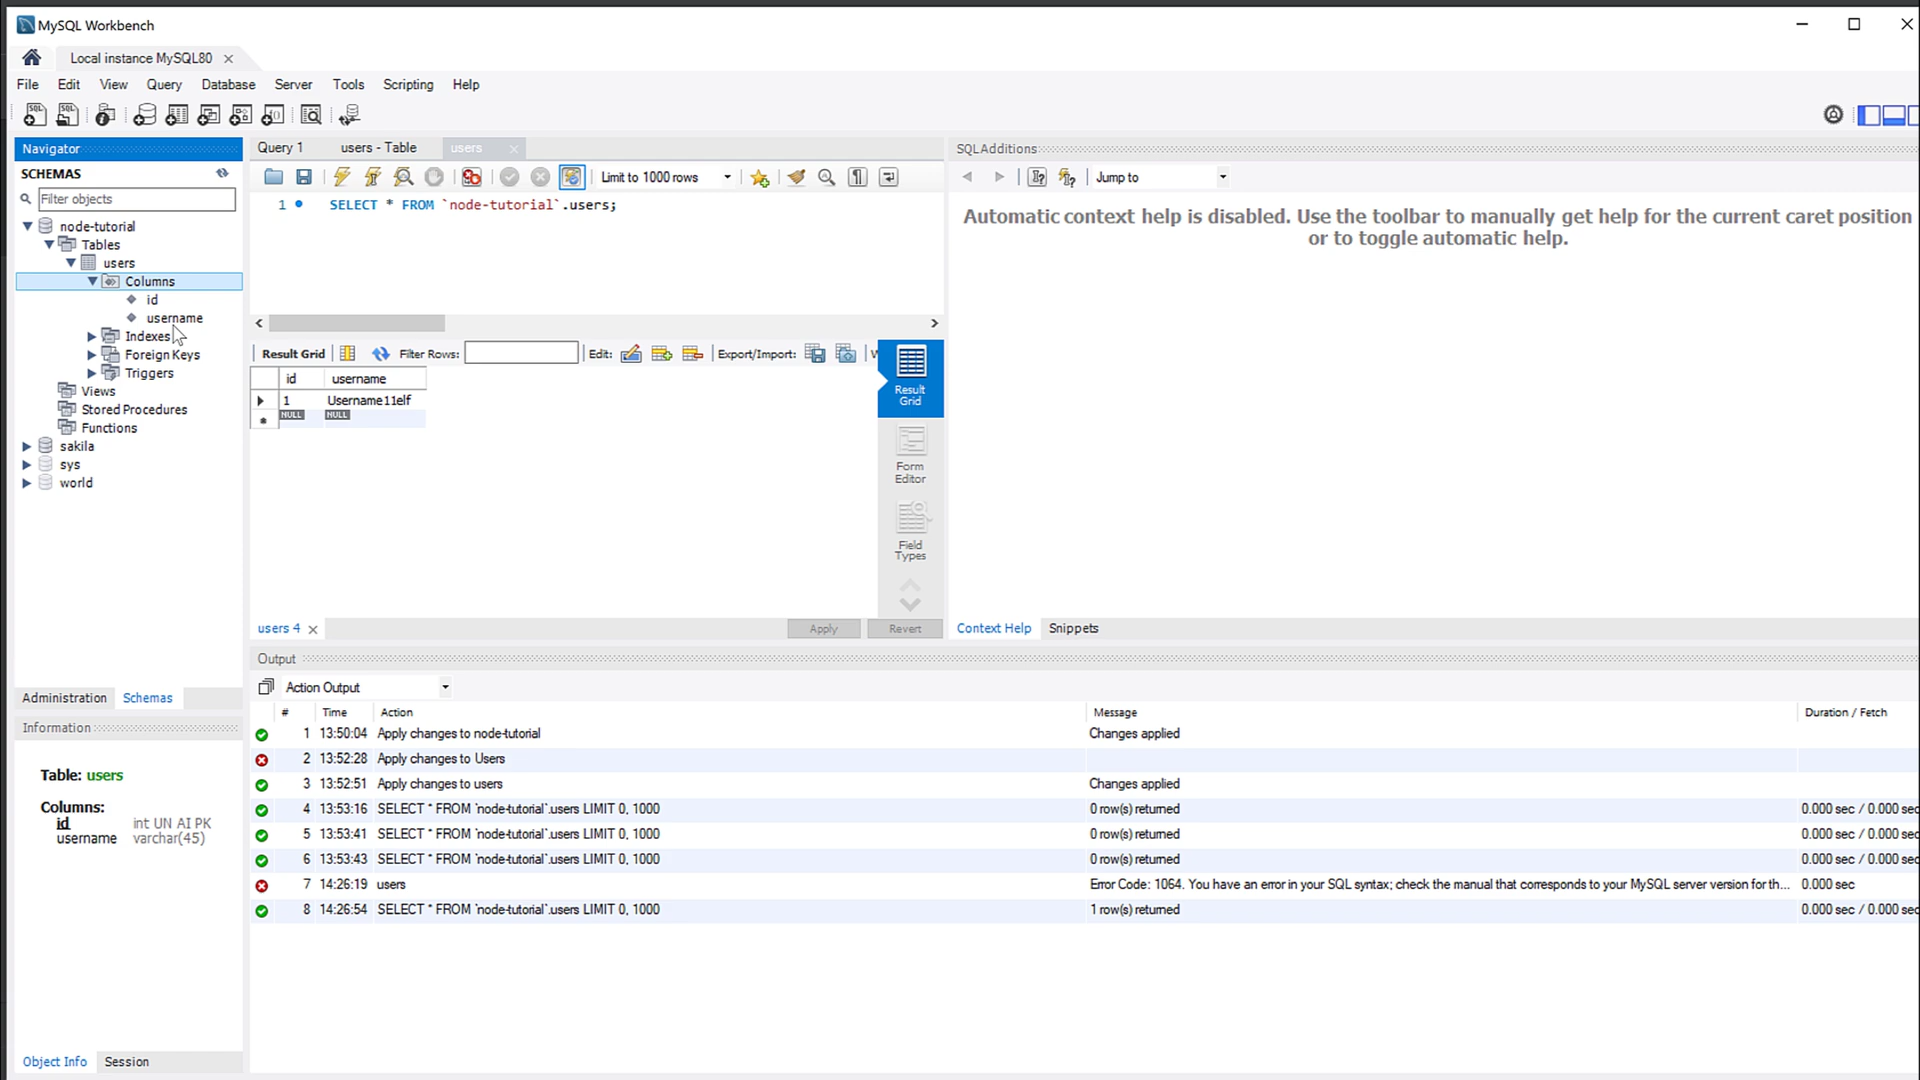 MySQL Workbench
Local instance MySQL80
File Edit View Query Database Server Tools Scripting Help
Navigator
SCHEMAS
Filter objects
node-tutorial
Tables
users
Columns
id
username
Indexes
Foreign Keys
Triggers
Views
Stored Procedures
Functions
sakila
sys
world
Administration Schemas
Information
Table: users
Columns:
id int UN AI PK
username varchar(45)
Object Info Session
Query 1 users - Table users
Limit to 1000 rows
1 SELECT * FROM `node-tutorial`.users;
Result Grid Filter Rows: Edit: Export/Import:
id username
1 Username11elf
NULL NULL
Result
Grid
Form
Editor
Field
Types
users 4 Apply Revert
SQLAdditions
Jump to
Automatic context help is disabled. Use the toolbar to manually get help for the current caret position
or to toggle automatic help.
Context Help Snippets
Output
Action Output
# Time Action Message Duration / Fetch
1 13:50:04 Apply changes to node-tutorial Changes applied
2 13:52:28 Apply changes to Users
3 13:52:51 Apply changes to users Changes applied
4 13:53:16 SELECT * FROM `node-tutorial`.users LIMIT 0, 1000 0 row(s) returned 0.000 sec / 0.000 sec
5 13:53:41 SELECT * FROM `node-tutorial`.users LIMIT 0, 1000 0 row(s) returned 0.000 sec / 0.000 sec
6 13:53:43 SELECT * FROM `node-tutorial`.users LIMIT 0, 1000 0 row(s) returned 0.000 sec / 0.000 sec
7 14:26:19 users Error Code: 1064. You have an error in your SQL syntax; check the manual that corresponds to your MySQL server version for th... 0.000 sec
8 14:26:54 SELECT * FROM `node-tutorial`.users LIMIT 0, 1000 1 row(s) returned 0.000 sec / 0.000 sec